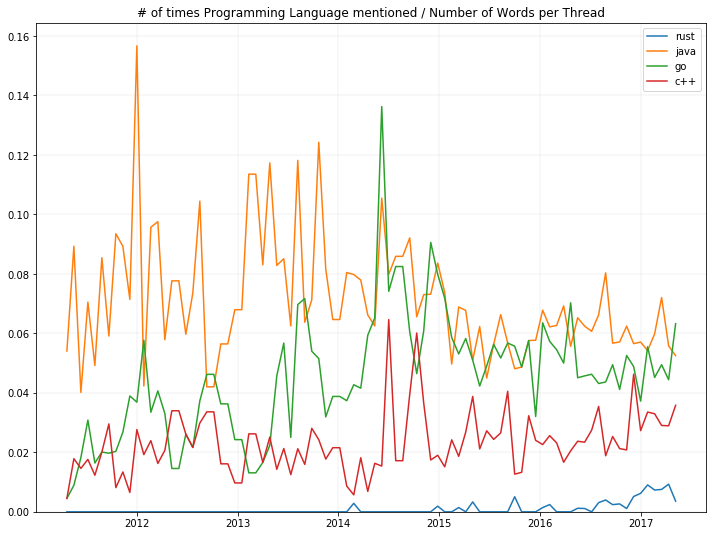 # of times Programming Language mentioned / Number of Words per Thread
0.16
0.14
0.12
0.10
0.08
0.06
0.04
0.02
0.00
2012 2013 2014 2015 2016 2017
rust
java
go
c++